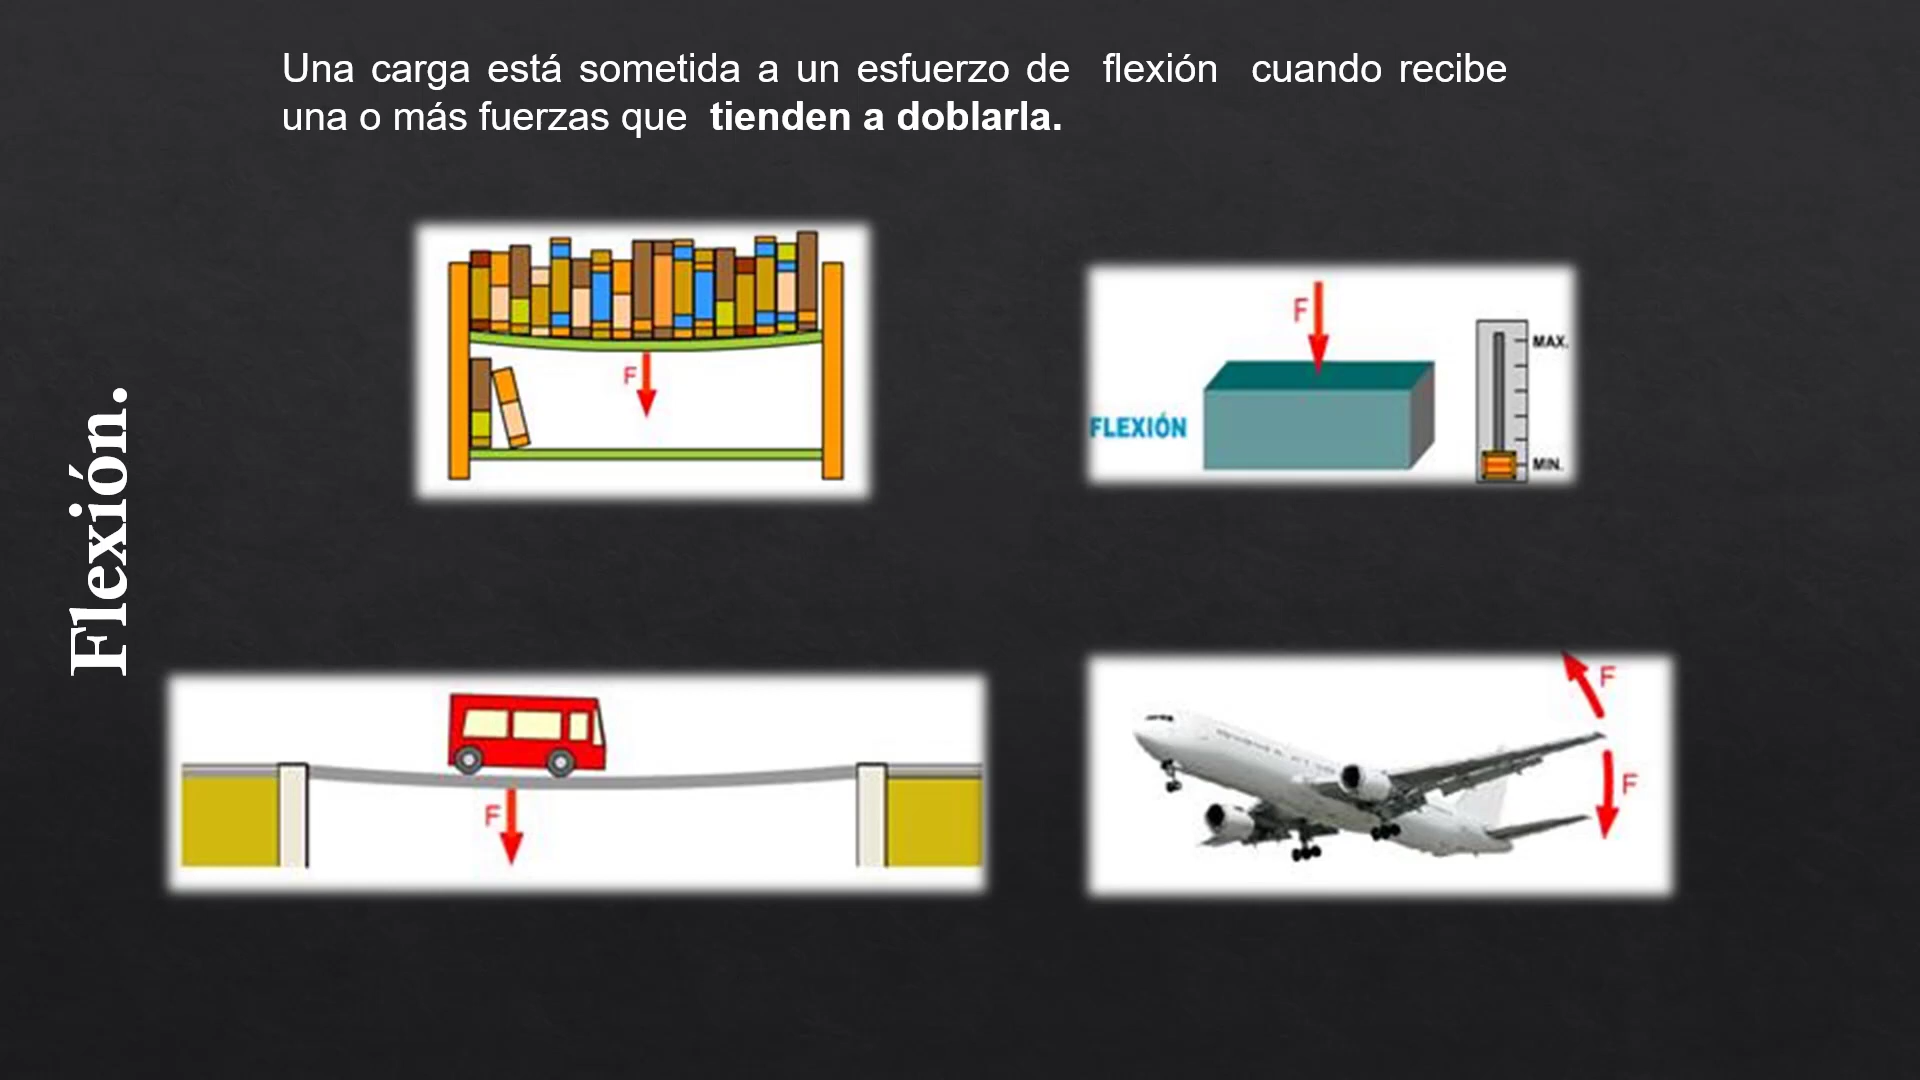 Una carga está sometida a un esfuerzo de flexión cuando recibe
una o más fuerzas que tienden a doblarla.
Flexión.
F
F
MAX.
FLEXIÓN
MIN.
F
F
F